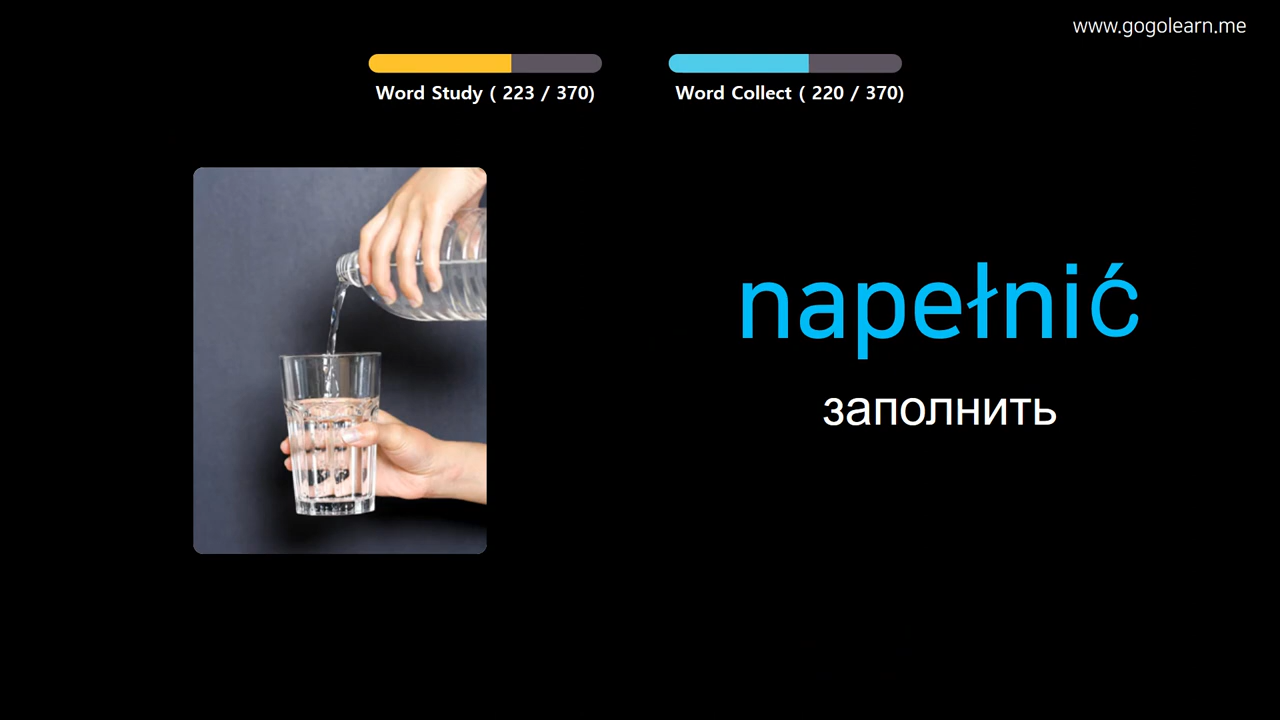 www.gogolearn.me
Word Study ( 223 / 370)
Word Collect ( 220 / 370)
napełnić
заполнить